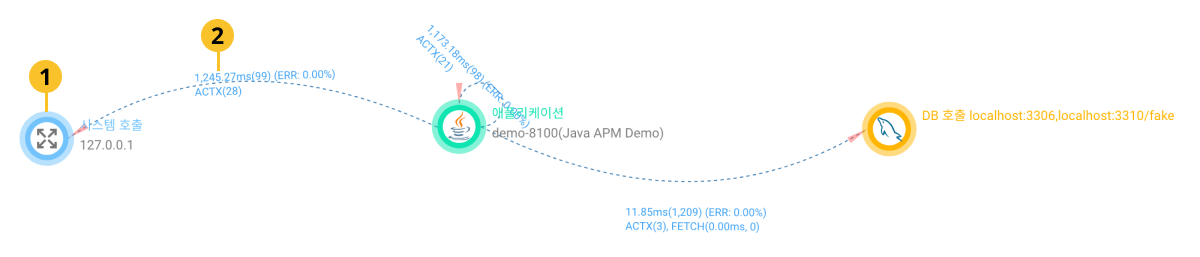 2
1
1,245.27ms(99) (ERR: 0.00%)
ACTX(28)
1,173.18ms(98) (ERR: 0.00%)
ACTX(21)
시스템 호출
127.0.0.1
애플리케이션
demo-8100(Java APM Demo)
DB 호출 localhost:3306,localhost:3310/fake
11.85ms(1,209) (ERR: 0.00%)
ACTX(3), FETCH(0.00ms, 0)